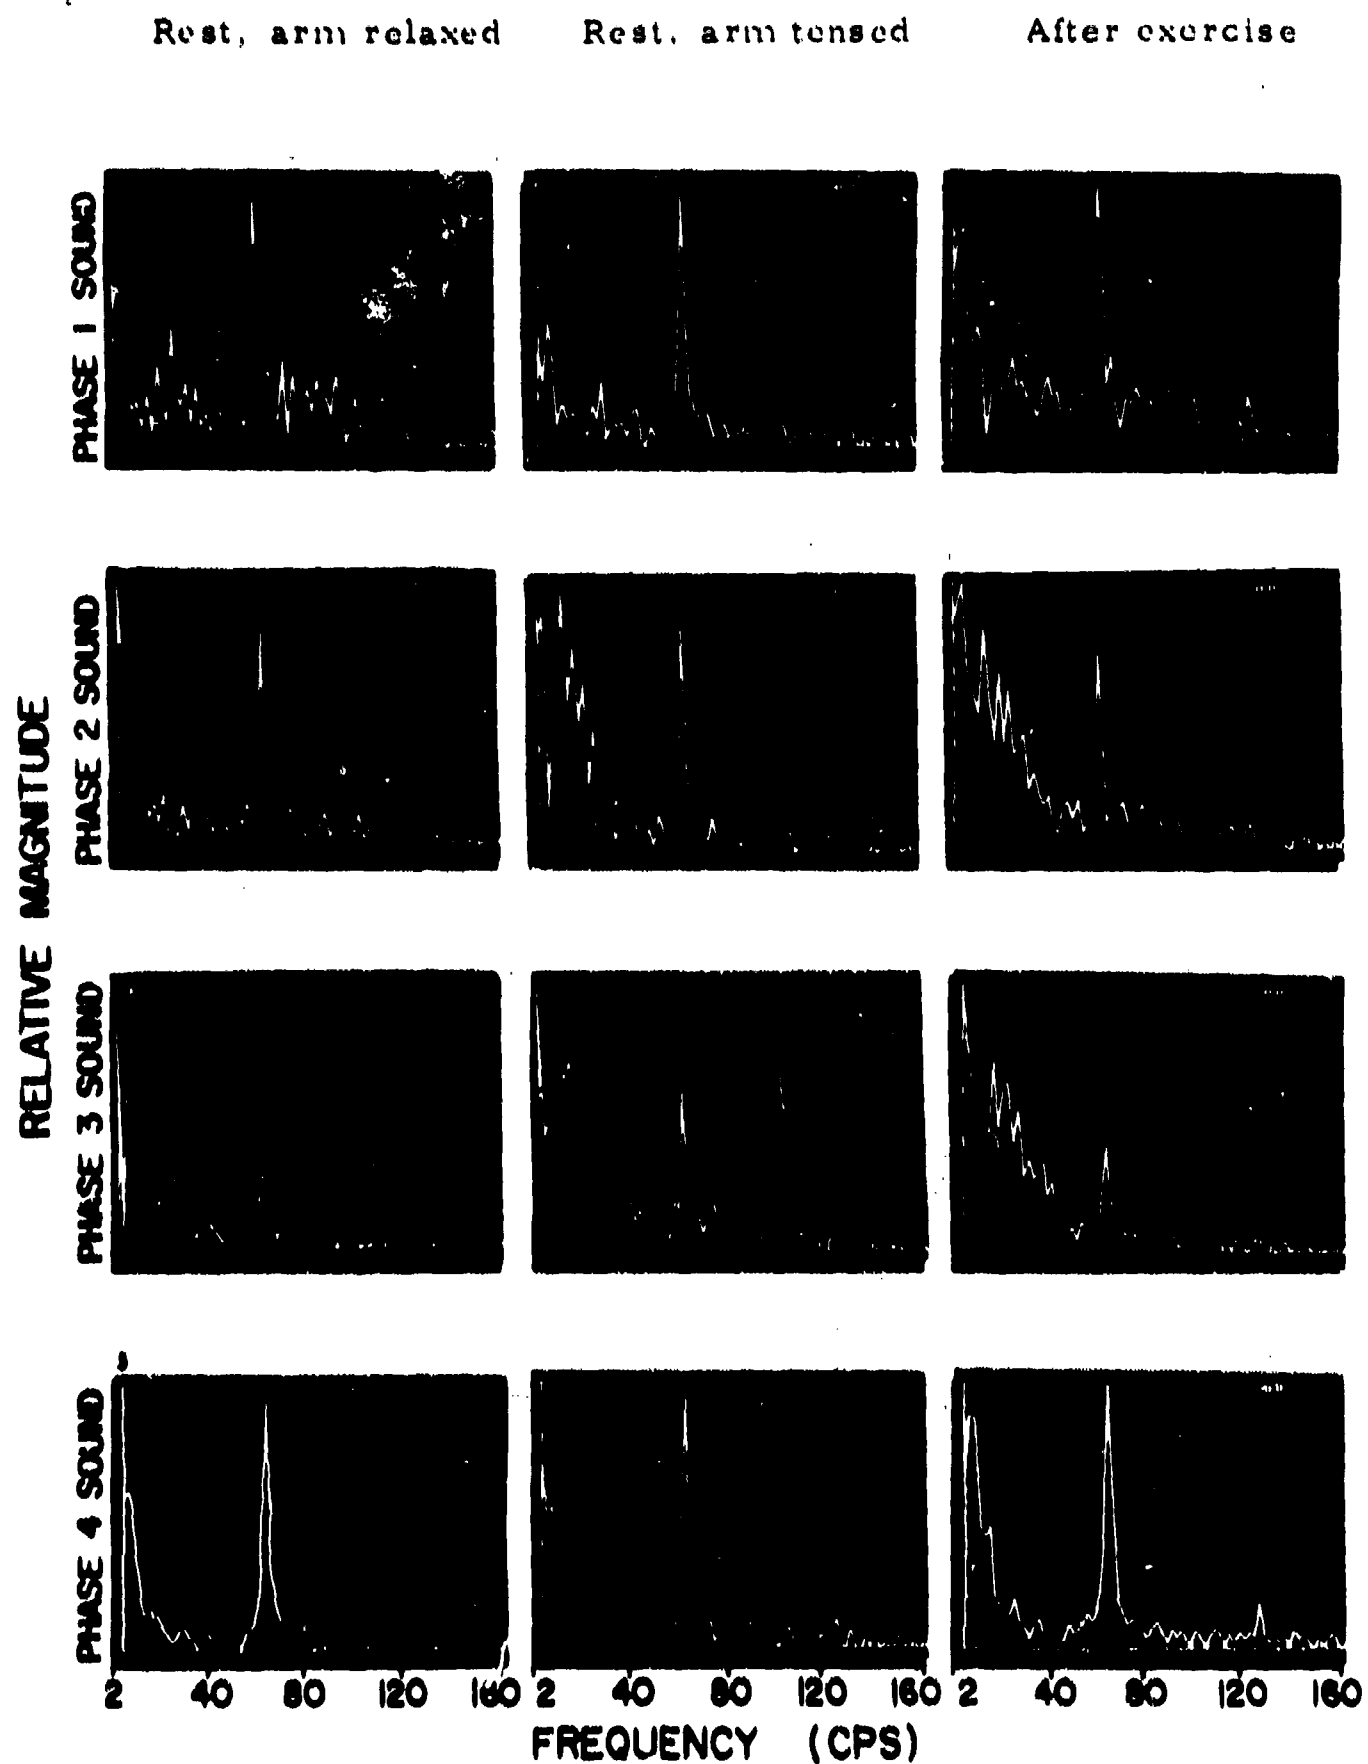 Rest, arm relaxed
Rest, arm tensed
After exercise
RELATIVE MAGNITUDE
PHASE 1 SOUND
PHASE 2 SOUND
PHASE 3 SOUND
PHASE 4 SOUND
2 40 80 120 160
2 40 80 120 160
2 40 80 120 160
FREQUENCY (CPS)